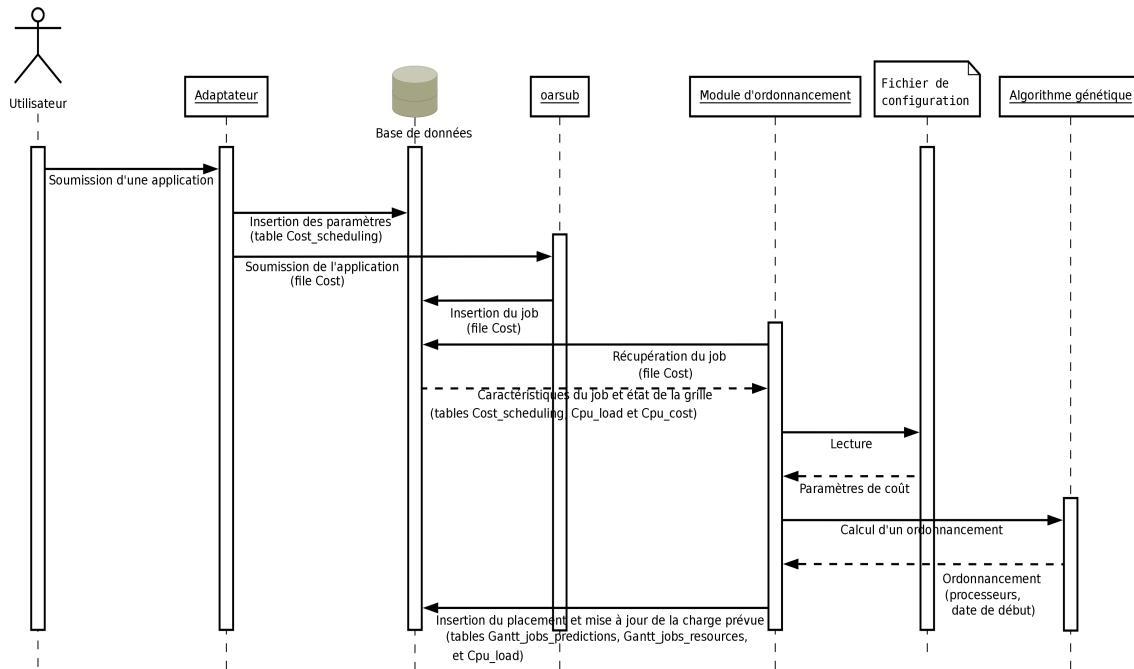 Utilisateur
Adaptateur
Base de données
oarsub
Module d'ordonnancement
Fichier de
configuration
Algorithme génétique
Soumission d'une application
Insertion des paramètres
(table Cost_scheduling)
Soumission de l'application
(file Cost)
Insertion du job
(file Cost)
Récupération du job
(file Cost)
Caractéristiques du job et état de la grille
(tables Cost_scheduling, Cpu_load et Cpu_cost)
Lecture
Paramètres de coût
Calcul d'un ordonnancement
Ordonnancement
(processeurs,
date de début)
Insertion du placement et mise à jour de la charge prévue
(tables Gantt_jobs_predictions, Gantt_jobs_resources,
et Cpu_load)